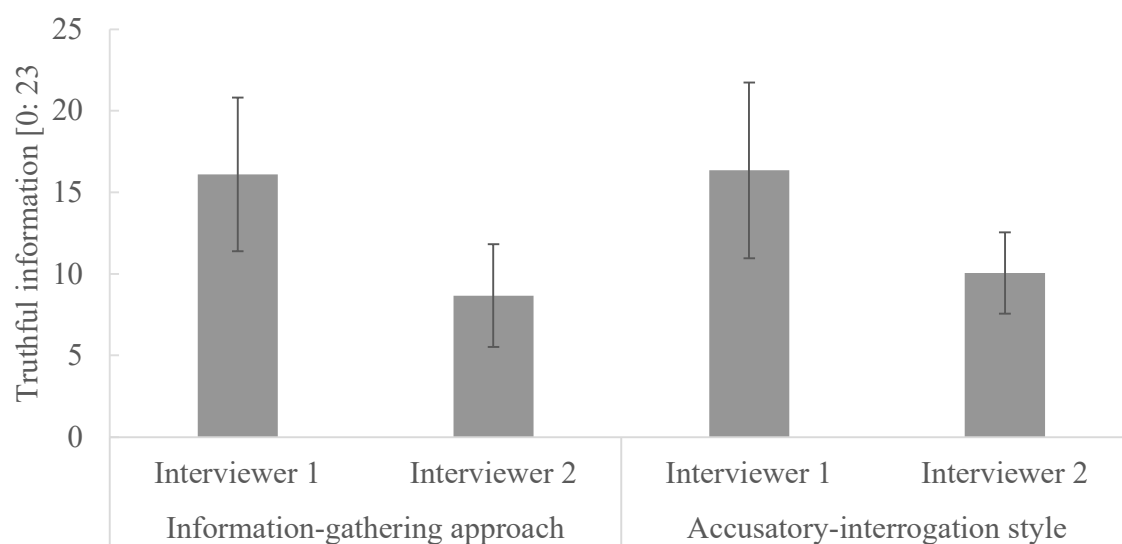 Truthful information [0: 23
25
20
15
10
5
0
Interviewer 1 Interviewer 2 Interviewer 1 Interviewer 2
Information-gathering approach Accusatory-interrogation style